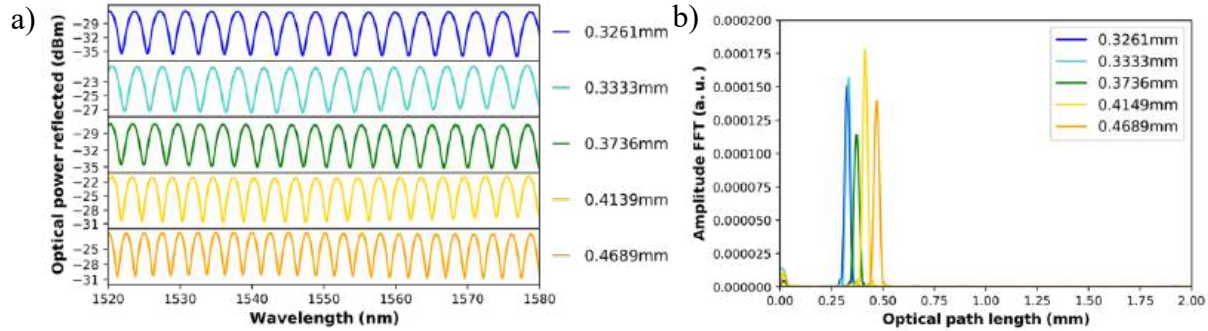 a)
Optical power reflected (dBm)
−29
−32
−35
−23
−25
−27
−29
−32
−35
−22
−25
−28
−31
−25
−28
−31
1520
1530
1540
1550
1560
1570
1580
Wavelength (nm)
0.3261mm
0.3333mm
0.3736mm
0.4139mm
0.4689mm
b)
Amplitude FFT (a. u.)
0.000200
0.000175
0.000150
0.000125
0.000100
0.000075
0.000050
0.000025
0.000000
0.00
0.25
0.50
0.75
1.00
1.25
1.50
1.75
2.00
Optical path length (mm)
0.3261mm
0.3333mm
0.3736mm
0.4149mm
0.4689mm